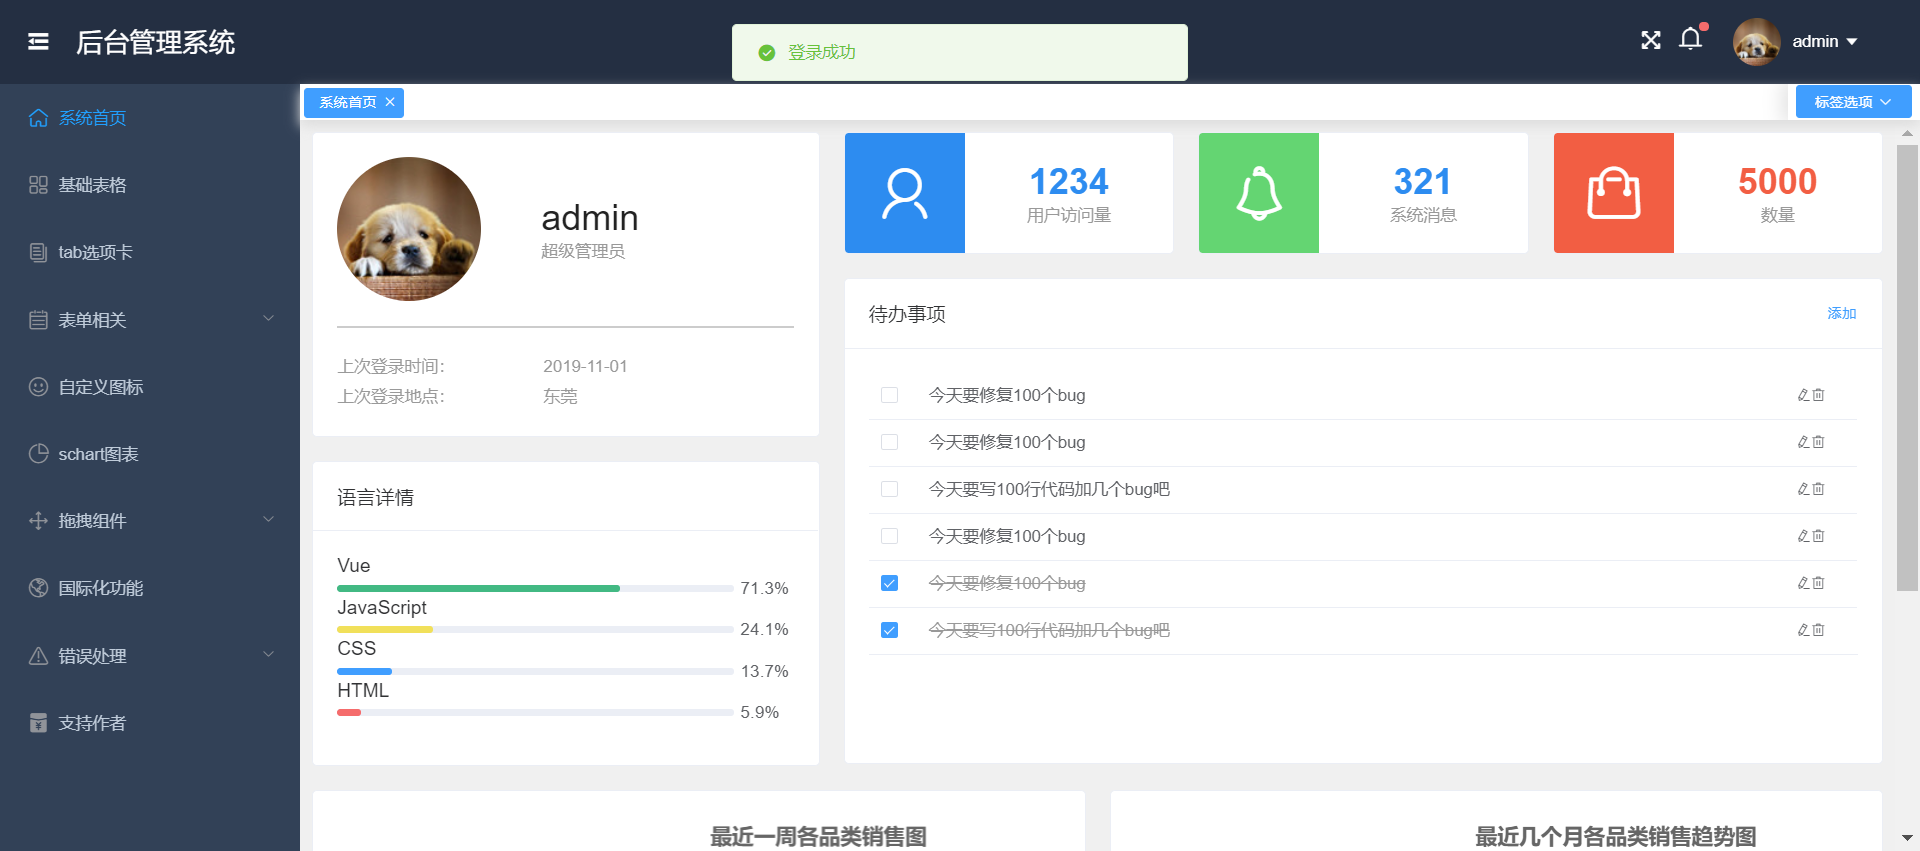 后台管理系统
登录成功
admin
系统首页
基础表格
tab选项卡
表单相关
自定义图标
schart图表
拖拽组件
国际化功能
错误处理
支持作者
系统首页
标签选项
admin
超级管理员
上次登录时间：
2019-11-01
上次登录地点：
东莞
语言详情
Vue
71.3%
JavaScript
24.1%
CSS
13.7%
HTML
5.9%
1234
用户访问量
321
系统消息
5000
数量
待办事项
添加
今天要修复100个bug
今天要修复100个bug
今天要写100行代码加几个bug吧
今天要修复100个bug
今天要修复100个bug
今天要写100行代码加几个bug吧
最近一周各品类销售图
最近几个月各品类销售趋势图